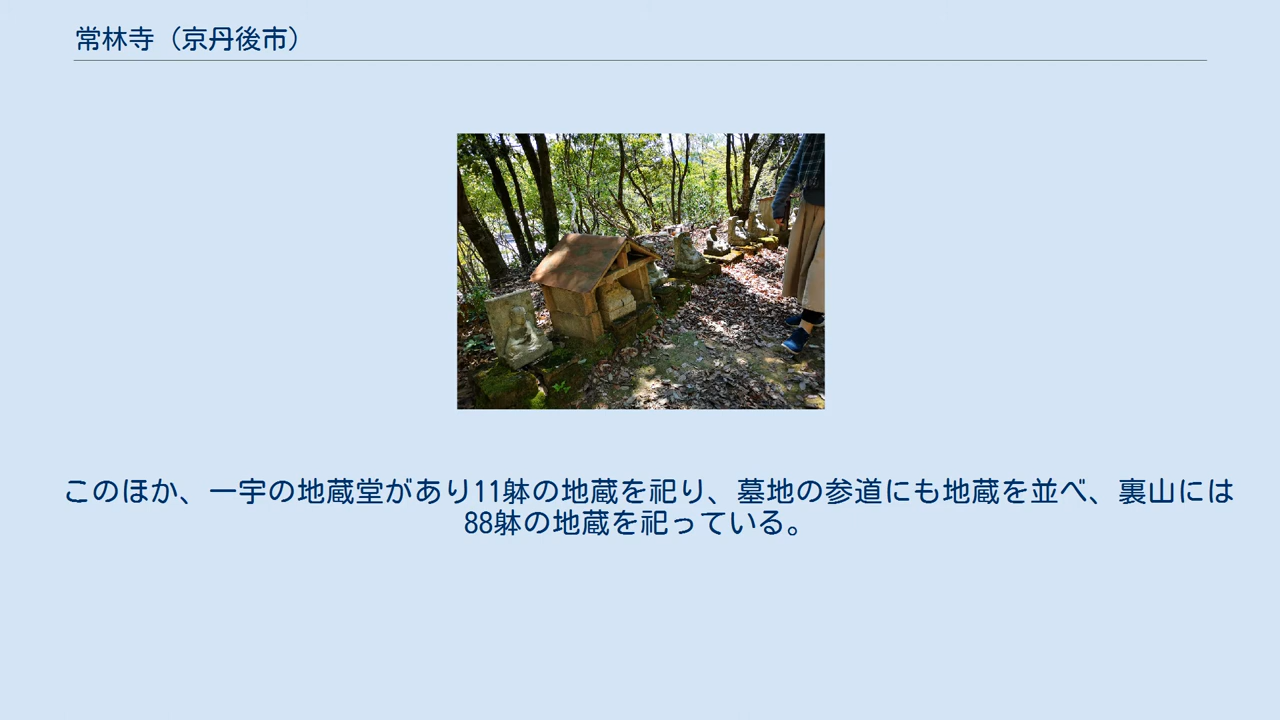 常林寺（京丹後市）
このほか、一宇の地蔵堂があり11躰の地蔵を祀り、墓地の参道にも地蔵を並べ、裏山には
88躰の地蔵を祀っている。